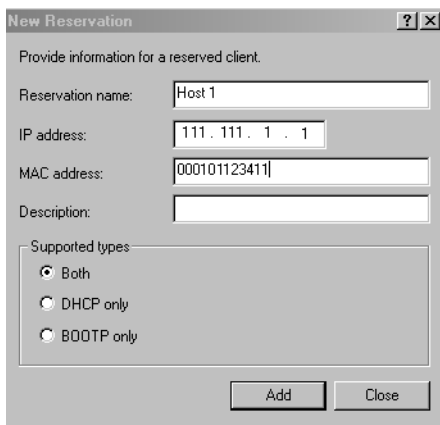 New Reservation
Provide information for a reserved client.
Reservation name: Host 1
IP address: 111 . 111 . 1 . 1
MAC address: 000101123411
Description:
Supported types
Both
DHCP only
BOOTP only
Add Close